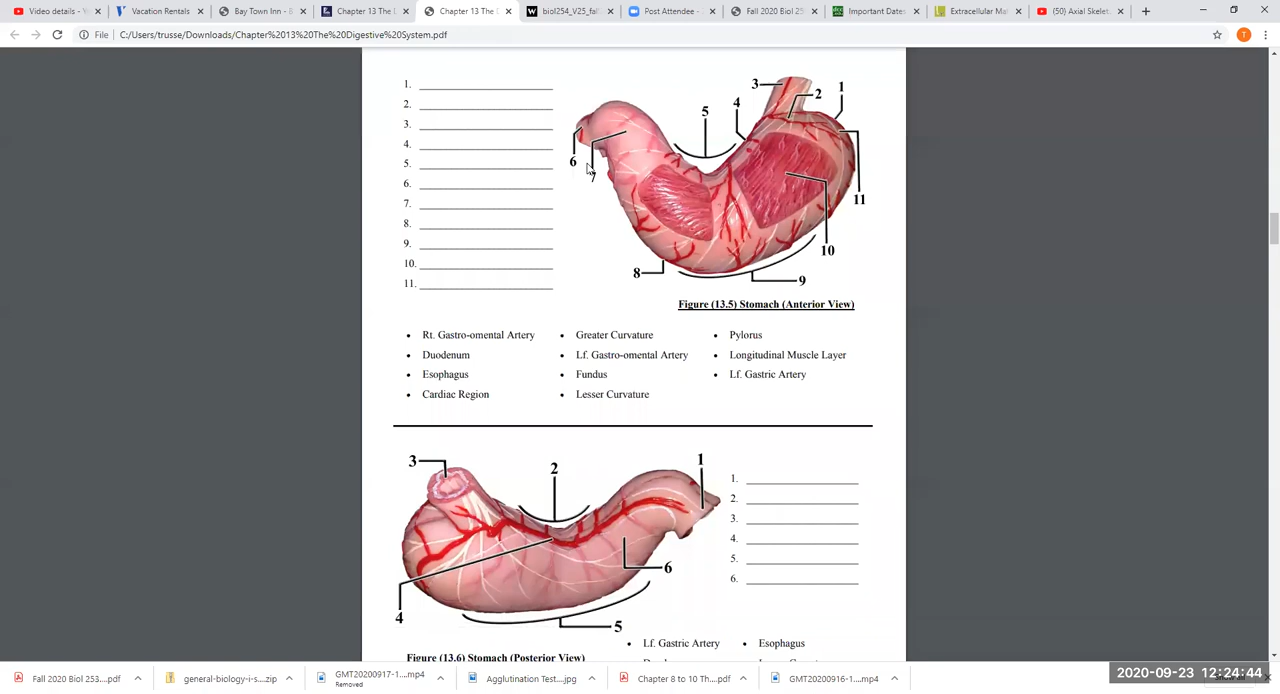 Video details - Y
Vacation Rentals
Bay Town Inn - B
Chapter 13 The D
Chapter 13 The D
biol254_V25_fal
Post Attendee -
Fall 2020 Biol 25
Important Dates
Extracellular Ma
(50) Axial Skelet
File | C:/Users/trusse/Downloads/Chapter%2013%20The%20Digestive%20System.pdf
T
1.
2.
3.
4.
5.
6.
7.
8.
9.
10.
11.
3
2
1
4
5
6
7
11
10
8
9
Figure (13.5) Stomach (Anterior View)
• Rt. Gastro-omental Artery
• Duodenum
• Esophagus
• Cardiac Region
• Greater Curvature
• Lf. Gastro-omental Artery
• Fundus
• Lesser Curvature
• Pylorus
• Longitudinal Muscle Layer
• Lf. Gastric Artery
3
2
1
4
6
5
1.
2.
3.
4.
5.
6.
Figure (13.6) Stomach (Posterior View)
• Lf. Gastric Artery
• Esophagus
Fall 2020 Biol 253....pdf
general-biology-i-s....zip
GMT20200917-1....mp4
Removed
Agglutination Test....jpg
Chapter 8 to 10 Th....pdf
GMT20200916-1....mp4
2020-09-23 12:24:44